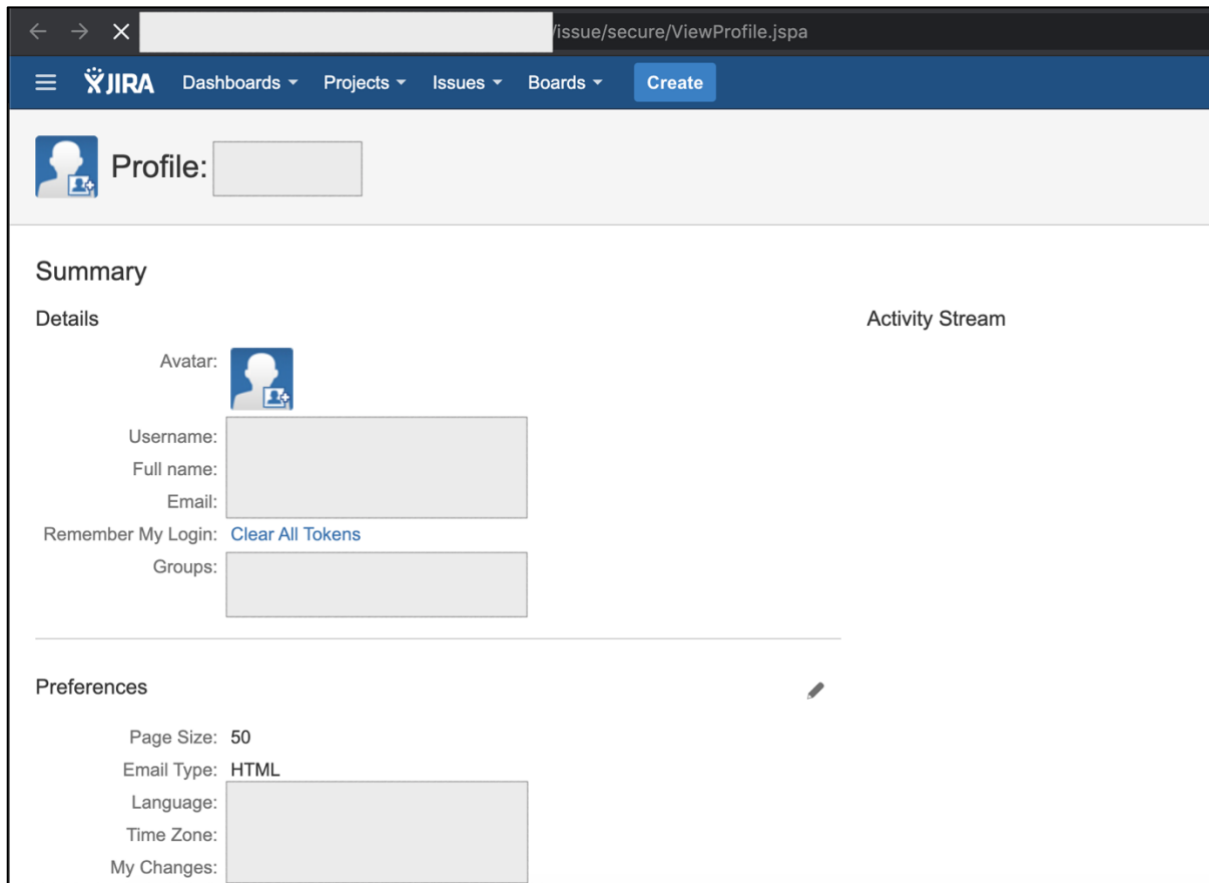 /issue/secure/ViewProfile.jspa
JIRA Dashboards Projects Issues Boards Create
Profile:
Summary
Details
Activity Stream
Avatar:
Username:
Full name:
Email:
Remember My Login: Clear All Tokens
Groups:
Preferences
Page Size: 50
Email Type: HTML
Language:
Time Zone:
My Changes: